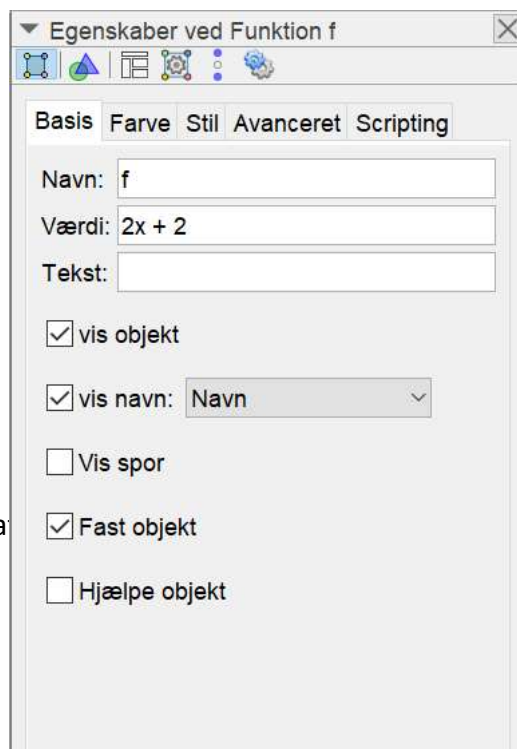 Egenskaber ved Funktion f
Basis Farve Stil Avanceret Scripting
Navn: f
Værdi: 2x + 2
Tekst:
vis objekt
vis navn: Navn
Vis spor
Fast objekt
Hjælpe objekt